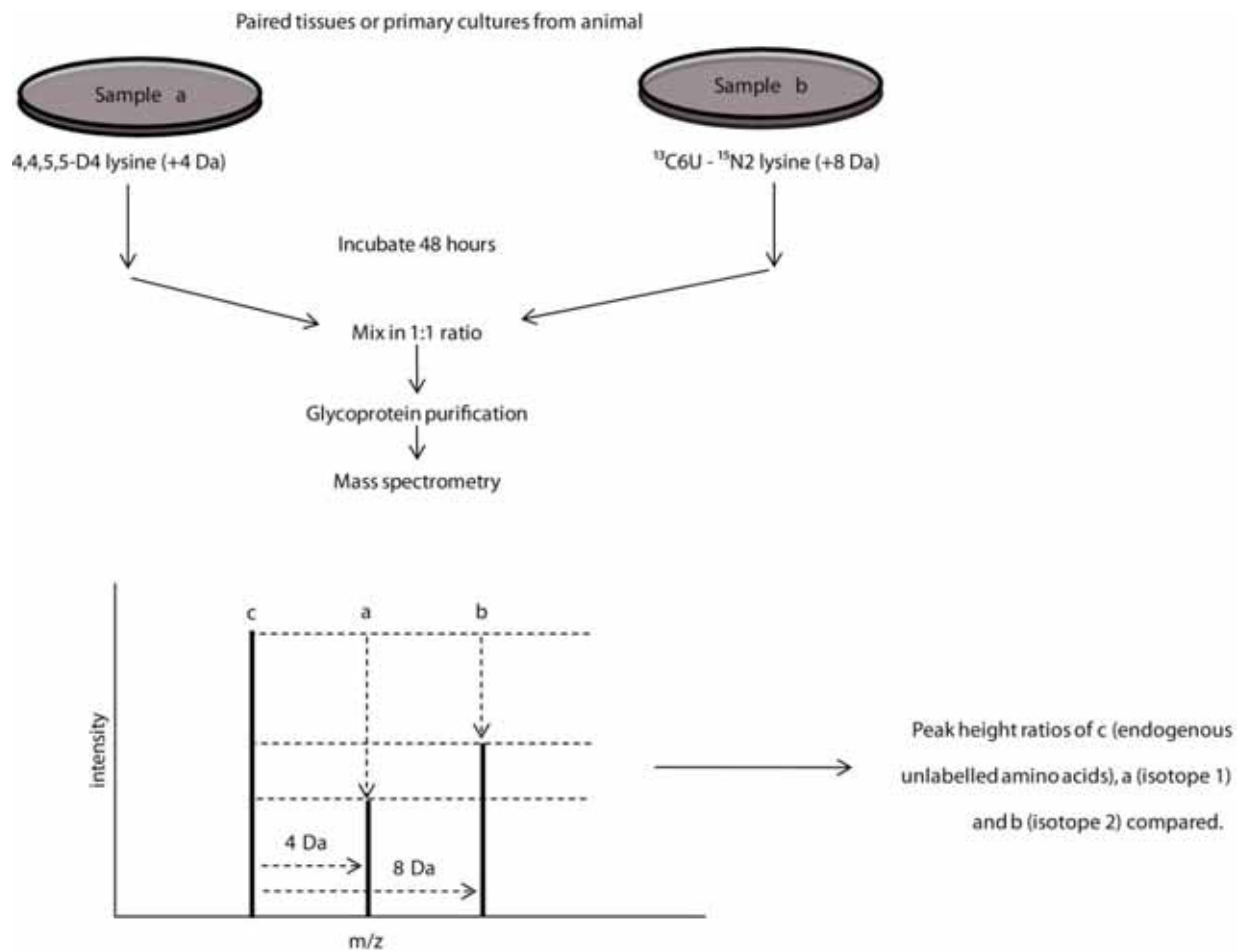 Paired tissues or primary cultures from animal
Sample a
Sample b
4,4,5,5-D4 lysine (+4 Da)
¹³C6U - ¹⁵N2 lysine (+8 Da)
Incubate 48 hours
Mix in 1:1 ratio
Glycoprotein purification
Mass spectrometry
c
a
b
intensity
4 Da
8 Da
m/z
Peak height ratios of c (endogenous
unlabelled amino acids), a (isotope 1)
and b (isotope 2) compared.